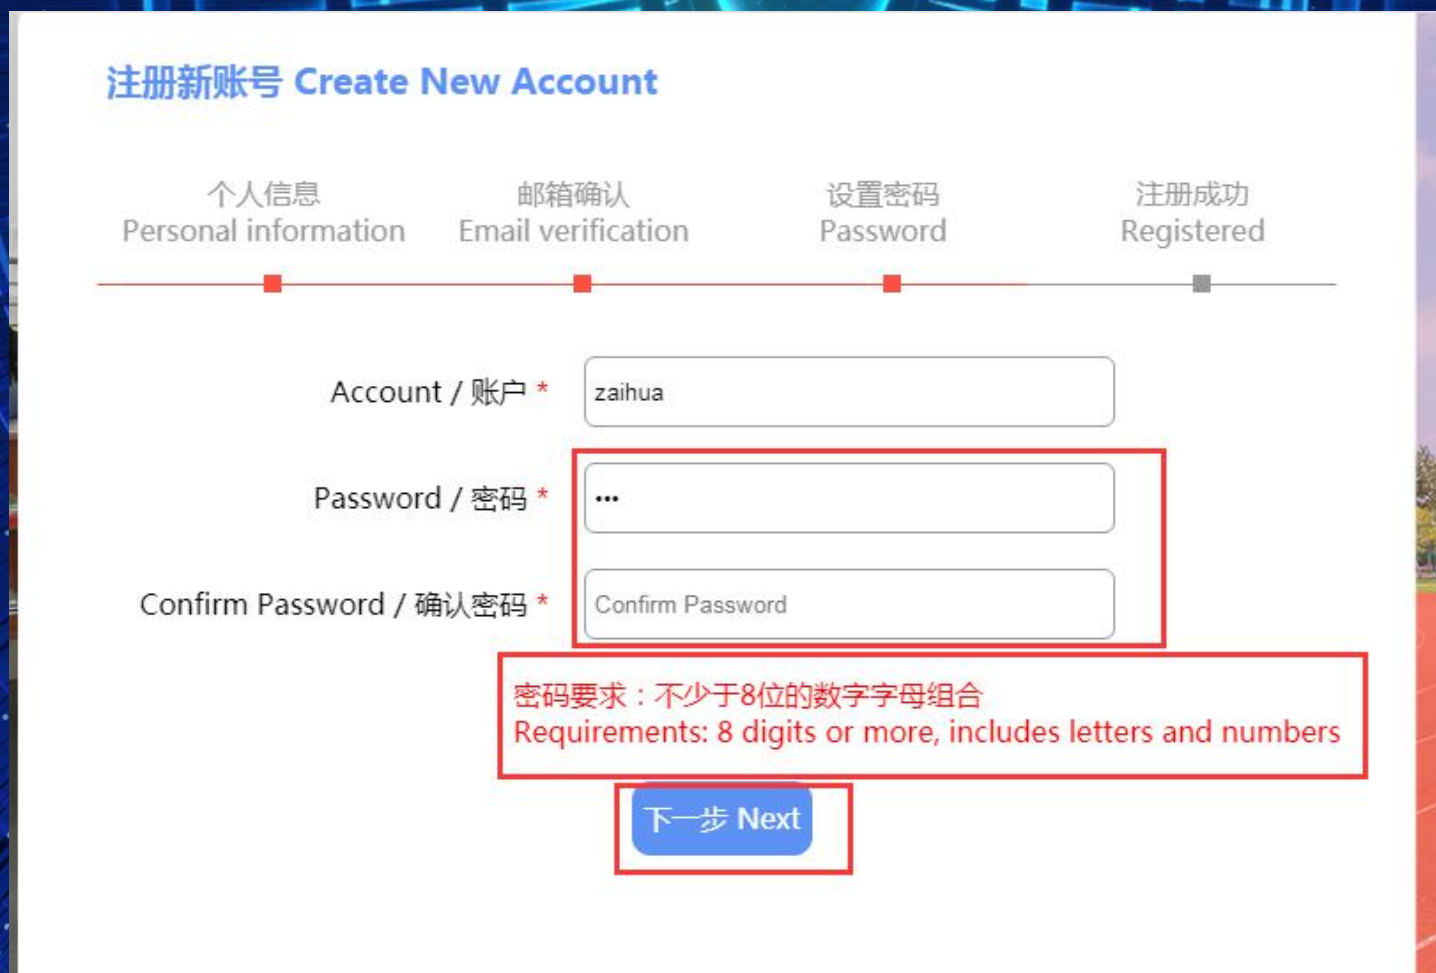 注册新账号 Create New Account
个人信息
Personal information
邮箱确认
Email verification
设置密码
Password
注册成功
Registered
Account / 账户 *
zaihua
Password / 密码 *
•••
Confirm Password / 确认密码 *
Confirm Password
密码要求：不少于8位的数字字母组合
Requirements: 8 digits or more, includes letters and numbers
下一步 Next